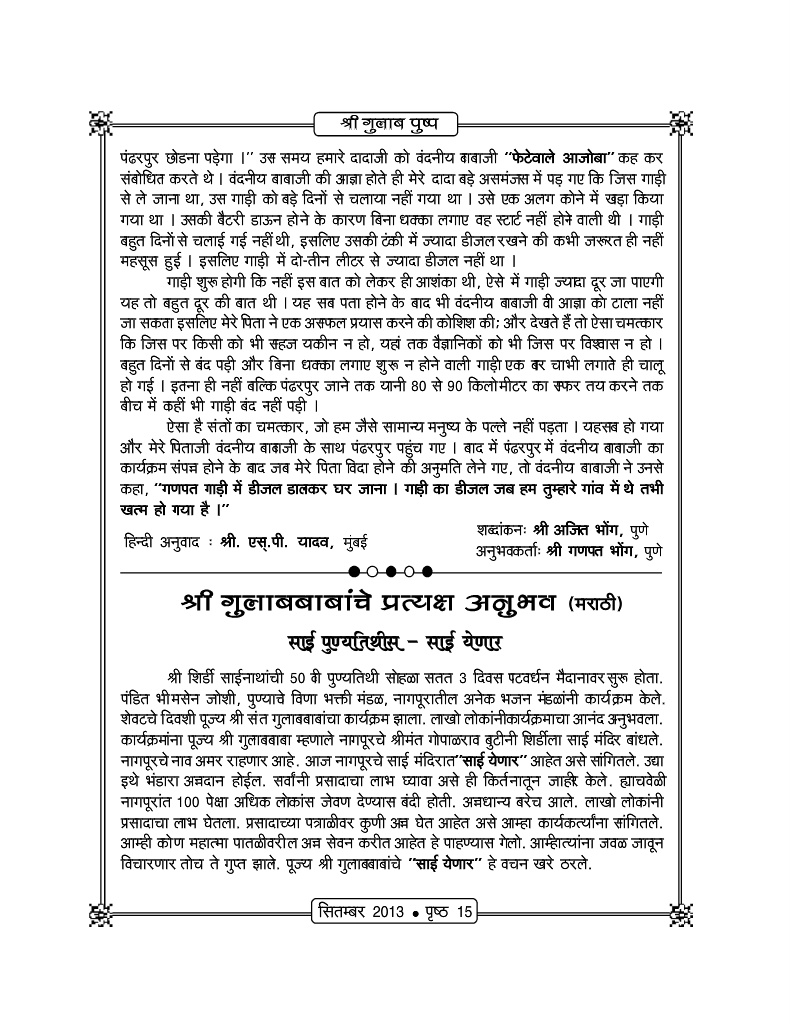 श्री गुलाब पुष्प
पंढरपुर छोडना पड़ेगा ।” उस समय हमारे दादाजी को वंदनीय बाबाजी “फेटेवाले आजोबा” कह कर
संबोधित करते थे । वंदनीय बाबाजी की आज्ञा होते ही मेरे दादा बड़े असमंजस में पड़ गए कि जिस गाड़ी
से ले जाना था, उस गाड़ी को बड़े दिनों से चलाया नहीं गया था । उसे एक अलग कोने में खड़ा किया
गया था । उसकी बैटरी डाऊन होने के कारण बिना धक्का लगाए वह स्टार्ट नहीं होने वाली थी । गाड़ी
बहुत दिनों से चलाई गई नहीं थी, इसलिए उसकी टंकी में ज्यादा डीजल रखने की कभी जरूरत ही नहीं
महसूस हुई । इसलिए गाड़ी में दो-तीन लीटर से ज्यादा डीजल नहीं था ।
गाड़ी शुरू होगी कि नहीं इस बात को लेकर ही आशंका थी, ऐसे में गाड़ी ज्यादा दूर जा पाएगी
यह तो बहुत दूर की बात थी । यह सब पता होने के बाद भी वंदनीय बाबाजी की आज्ञा को टाला नहीं
जा सकता इसलिए मेरे पिता ने एक असफल प्रयास करने की कोशिश की; और देखते हैं तो ऐसा चमत्कार
कि जिस पर किसी को भी सहज यकीन न हो, यहां तक वैज्ञानिकों को भी जिस पर विश्वास न हो ।
बहुत दिनों से बंद पड़ी और बिना धक्का लगाए शुरू न होने वाली गाड़ी एक बार चाभी लगाते ही चालू
हो गई । इतना ही नहीं बल्कि पंढरपुर जाने तक यानी 80 से 90 किलोमीटर का सफर तय करने तक
बीच में कहीं भी गाड़ी बंद नहीं पड़ी ।
ऐसा है संतों का चमत्कार, जो हम जैसे सामान्य मनुष्य के पल्ले नहीं पड़ता । यहसब हो गया
और मेरे पिताजी वंदनीय बाबाजी के साथ पंढरपुर पहुंच गए । बाद में पंढरपुर में वंदनीय बाबाजी का
कार्यक्रम संपन्न होने के बाद जब मेरे पिता विदा होने की अनुमति लेने गए, तो वंदनीय बाबाजी ने उनसे
कहा, “गणपत गाड़ी में डीजल डालकर घर जाना । गाड़ी का डीजल जब हम तुम्हारे गांव में थे तभी
खत्म हो गया है ।”
शब्दांकनः श्री अजित भोंग, पुणे
हिन्दी अनुवाद : श्री. एस्.पी. यादव, मुंबई
अनुभवकर्ताः श्री गणपत भोंग, पुणे
श्री गुलाबबाबांचे प्रत्यक्ष अनुभव (मराठी)
साई पुण्यतिथीस – साई येणार
श्री शिर्डी साईनाथांची 50 वी पुण्यतिथी सोहळा सतत 3 दिवस पटवर्धन मैदानावर सुरू होता.
पंडित भीमसेन जोशी, पुण्याचे विणा भक्ती मंडळ, नागपूरातील अनेक भजन मंडळांनी कार्यक्रम केले.
शेवटचे दिवशी पूज्य श्री संत गुलाबबाबांचा कार्यक्रम झाला. लाखो लोकांनीकार्यक्रमाचा आनंद अनुभवला.
कार्यक्रमांना पूज्य श्री गुलाबबाबा म्हणाले नागपूरचे श्रीमंत गोपाळराव बुटीनी शिर्डीला साई मंदिर बांधले.
नागपूरचे नाव अमर राहणार आहे. आज नागपूरचे साई मंदिरात“साई येणार” आहेत असे सांगितले. उद्या
इथे भंडारा अन्नदान होईल. सर्वांनी प्रसादाचा लाभ घ्यावा असे ही किर्तनातून जाहीर केले. ह्याचवेळी
नागपूरांत 100 पेक्षा अधिक लोकांस जेवण देण्यास बंदी होती. अन्नधान्य बरेच आले. लाखो लोकांनी
प्रसादाचा लाभ घेतला. प्रसादाच्या पत्राळीवर कुणी अन्न घेत आहेत असे आम्हा कार्यकर्त्यांना सांगितले.
आम्ही कोण महात्मा पातळीवरील अन्न सेवन करीत आहेत हे पाहण्यास गेलो. आम्हीत्यांना जवळ जावून
विचारणार तोच ते गुप्त झाले. पूज्य श्री गुलाबबाबांचे “साई येणार” हे वचन खरे ठरले.
सितम्बर 2013 ● पृष्ठ 15